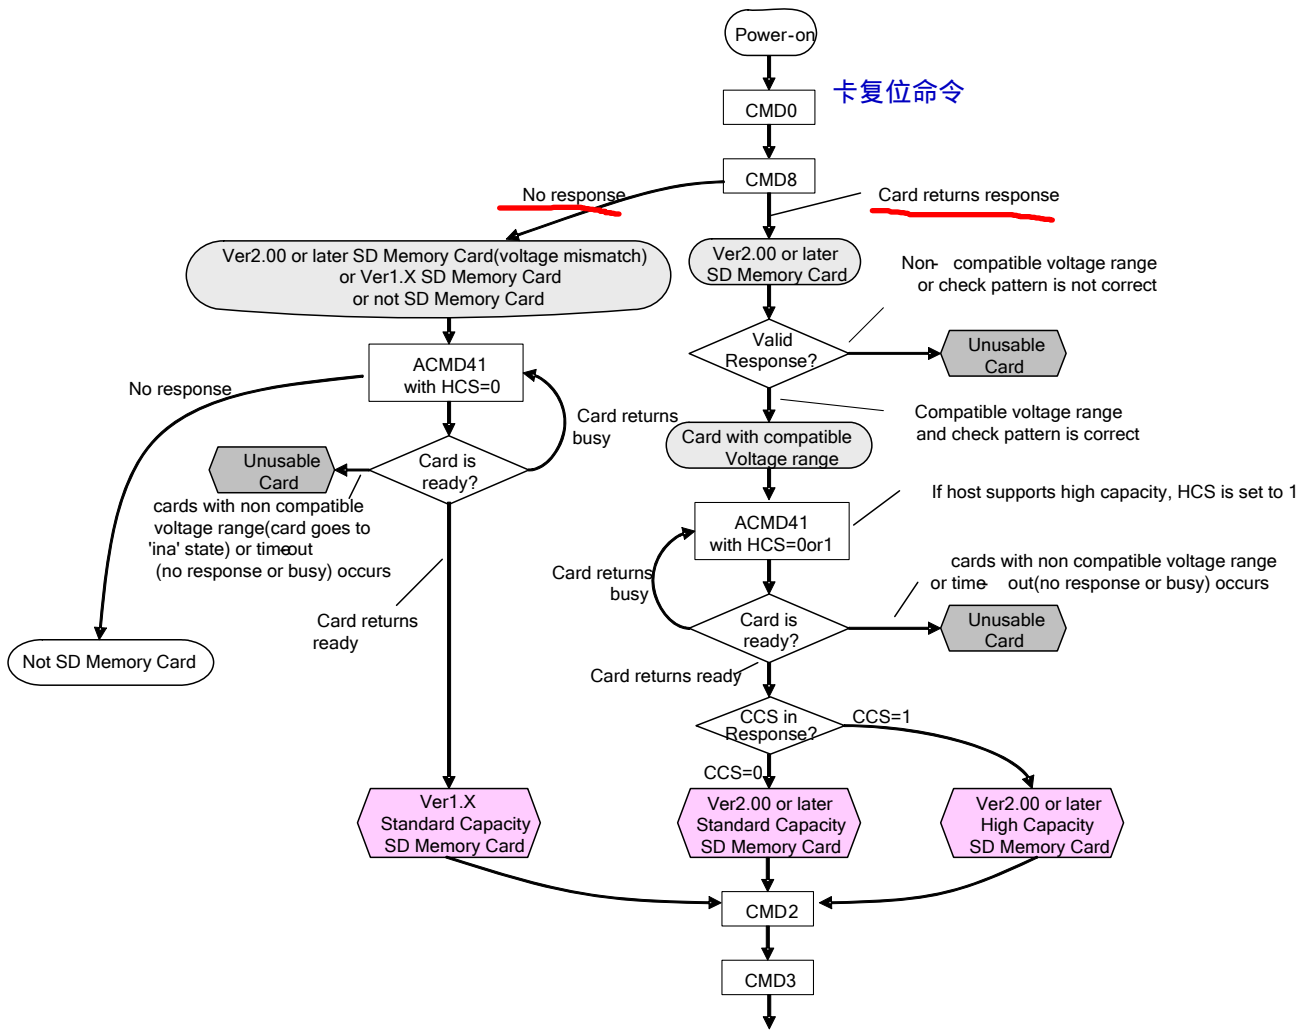 Power-on
卡复位命令
CMD0
CMD8
No response
Card returns response
Ver2.00 or later SD Memory Card(voltage mismatch)
or Ver1.X SD Memory Card
or not SD Memory Card
Ver2.00 or later
SD Memory Card
Non- compatible voltage range
or check pattern is not correct
Valid
Response?
Unusable
Card
ACMD41
with HCS=0
No response
Card returns
busy
Compatible voltage range
and check pattern is correct
Card with compatible
Voltage range
Unusable
Card
Card is
ready?
cards with non compatible
voltage range(card goes to
'ina' state) or time-out
(no response or busy) occurs
If host supports high capacity, HCS is set to 1
ACMD41
with HCS=0or1
Card returns
busy
cards with non compatible voltage range
or time- out(no response or busy) occurs
Card returns
ready
Card is
ready?
Unusable
Card
Not SD Memory Card
Card returns ready
CCS in
Response?
CCS=1
CCS=0
Ver1.X
Standard Capacity
SD Memory Card
Ver2.00 or later
Standard Capacity
SD Memory Card
Ver2.00 or later
High Capacity
SD Memory Card
CMD2
CMD3